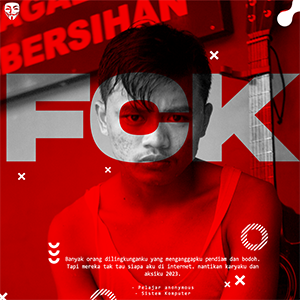 BERSIHAN
FCK
Banyak orang dilingkunganku yang menganggapku pendiam dan bodoh.
Tapi mereka tak tau siapa aku di internet. nantikan karyaku dan
aksiku 2023.
- Pelajar anonymous
- Sistem Komputer